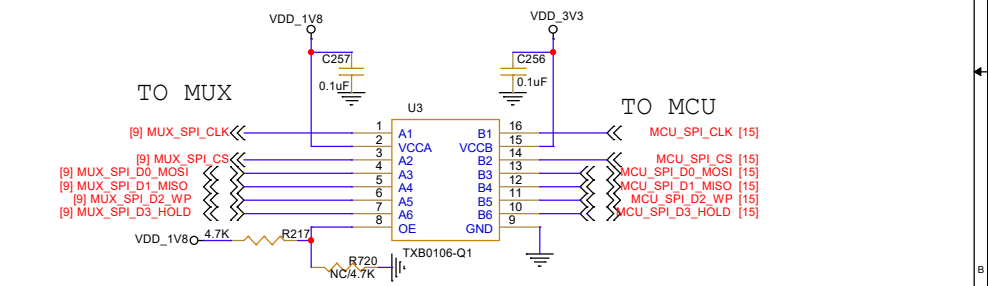 VDD_1V8
VDD_3V3
C257
0.1uF
C256
0.1uF
TO MUX
TO MCU
U3
[9] MUX_SPI_CLK
1
A1
B1
16
MCU_SPI_CLK [15]
2
VCCA
VCCB
15
[9] MUX_SPI_CS
3
A2
B2
14
MCU_SPI_CS [15]
[9] MUX_SPI_D0_MOSI
4
A3
B3
13
MCU_SPI_D0_MOSI [15]
[9] MUX_SPI_D1_MISO
5
A4
B4
12
MCU_SPI_D1_MISO [15]
[9] MUX_SPI_D2_WP
6
A5
B5
11
MCU_SPI_D2_WP [15]
[9] MUX_SPI_D3_HOLD
7
A6
B6
10
MCU_SPI_D3_HOLD [15]
8
OE
GND
9
VDD_1V8
4.7K
R217
TXB0106-Q1
R720
NC/4.7K
B